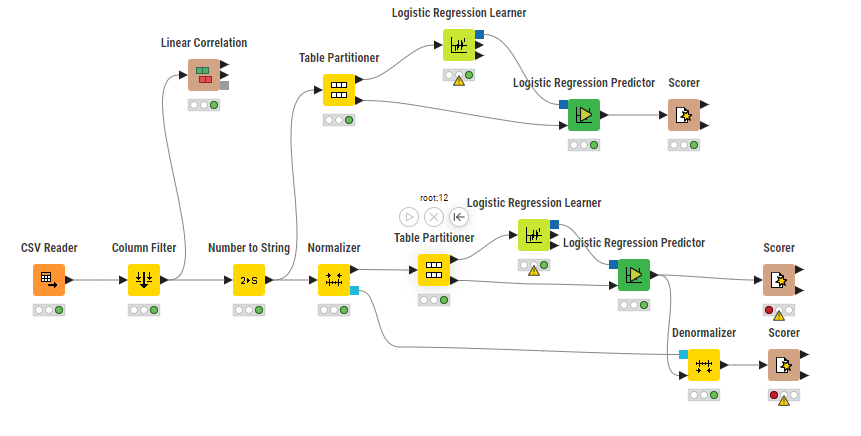 Logistic Regression Learner
Linear Correlation
Table Partitioner
Logistic Regression Predictor
Scorer
root:12
Logistic Regression Learner
CSV Reader
Column Filter
Number to String
Normalizer
Table Partitioner
Logistic Regression Predictor
Scorer
2▸S
Denormalizer
Scorer